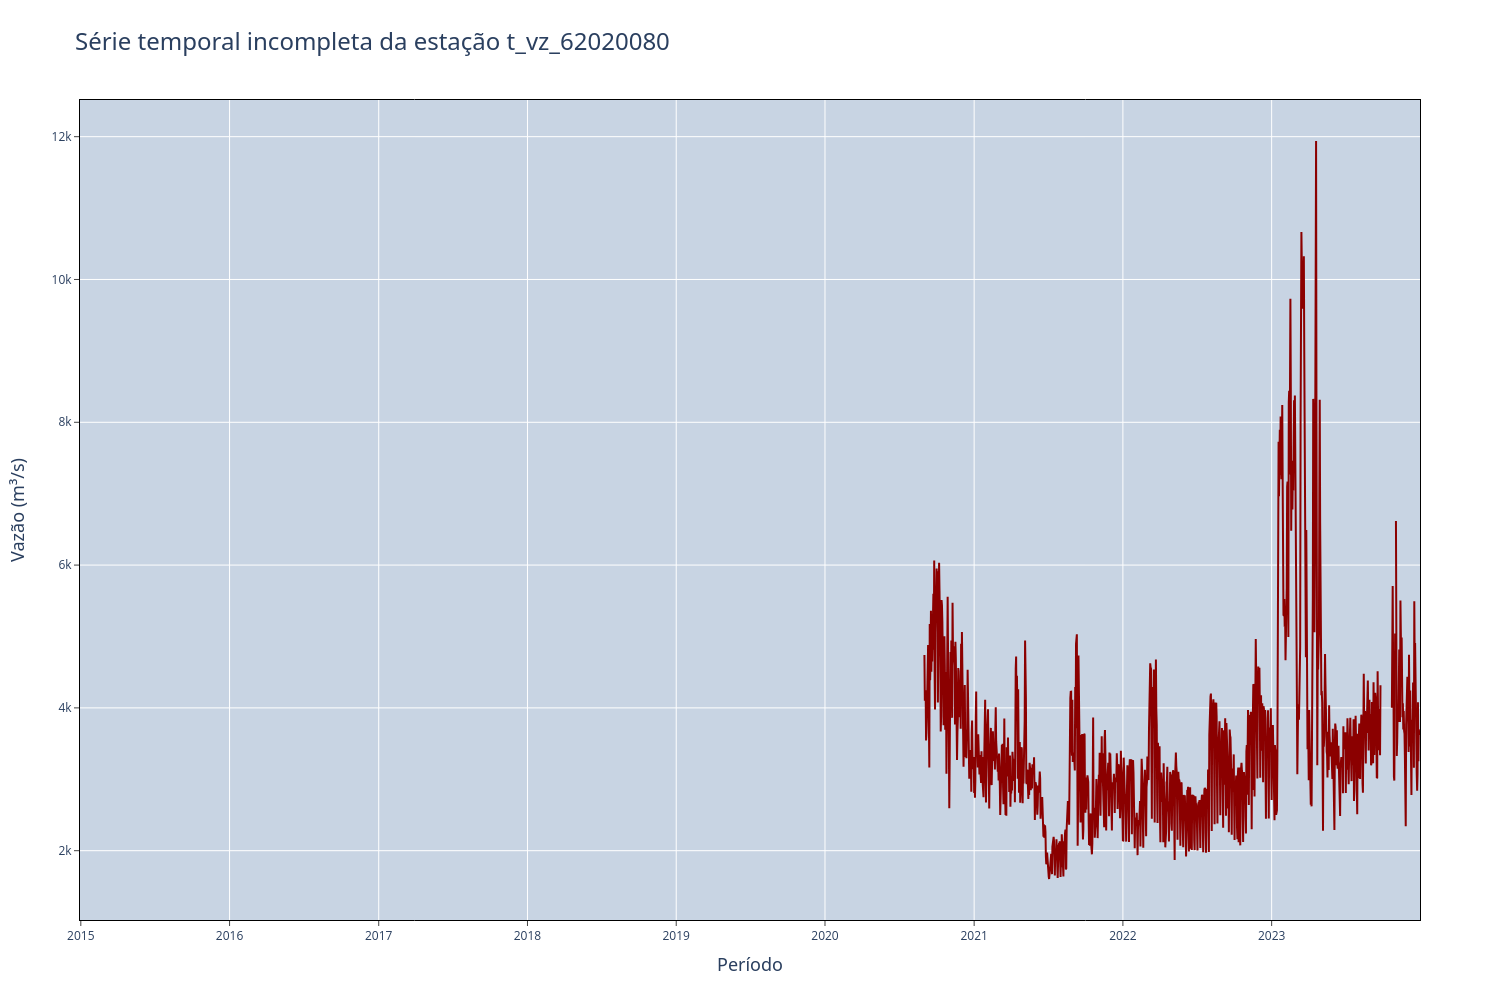 Série temporal incompleta da estação t_vz_62020080
12k
10k
8k
6k
4k
2k
Vazão (m³/s)
2015 2016 2017 2018 2019 2020 2021 2022 2023
Período